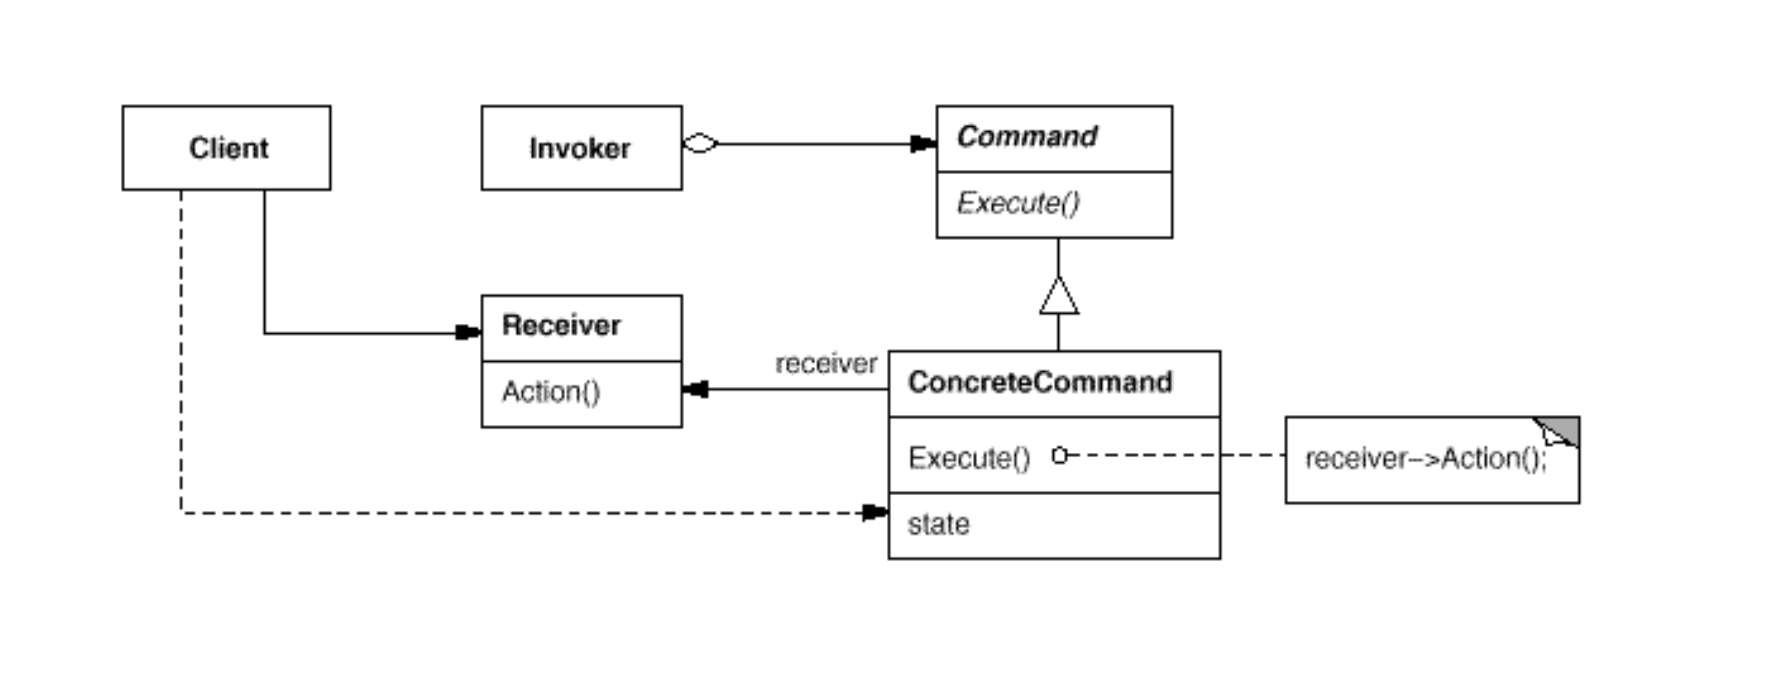 Client
Invoker
Command
Execute()
Receiver
Action()
receiver
ConcreteCommand
Execute()
receiver–>Action();
state